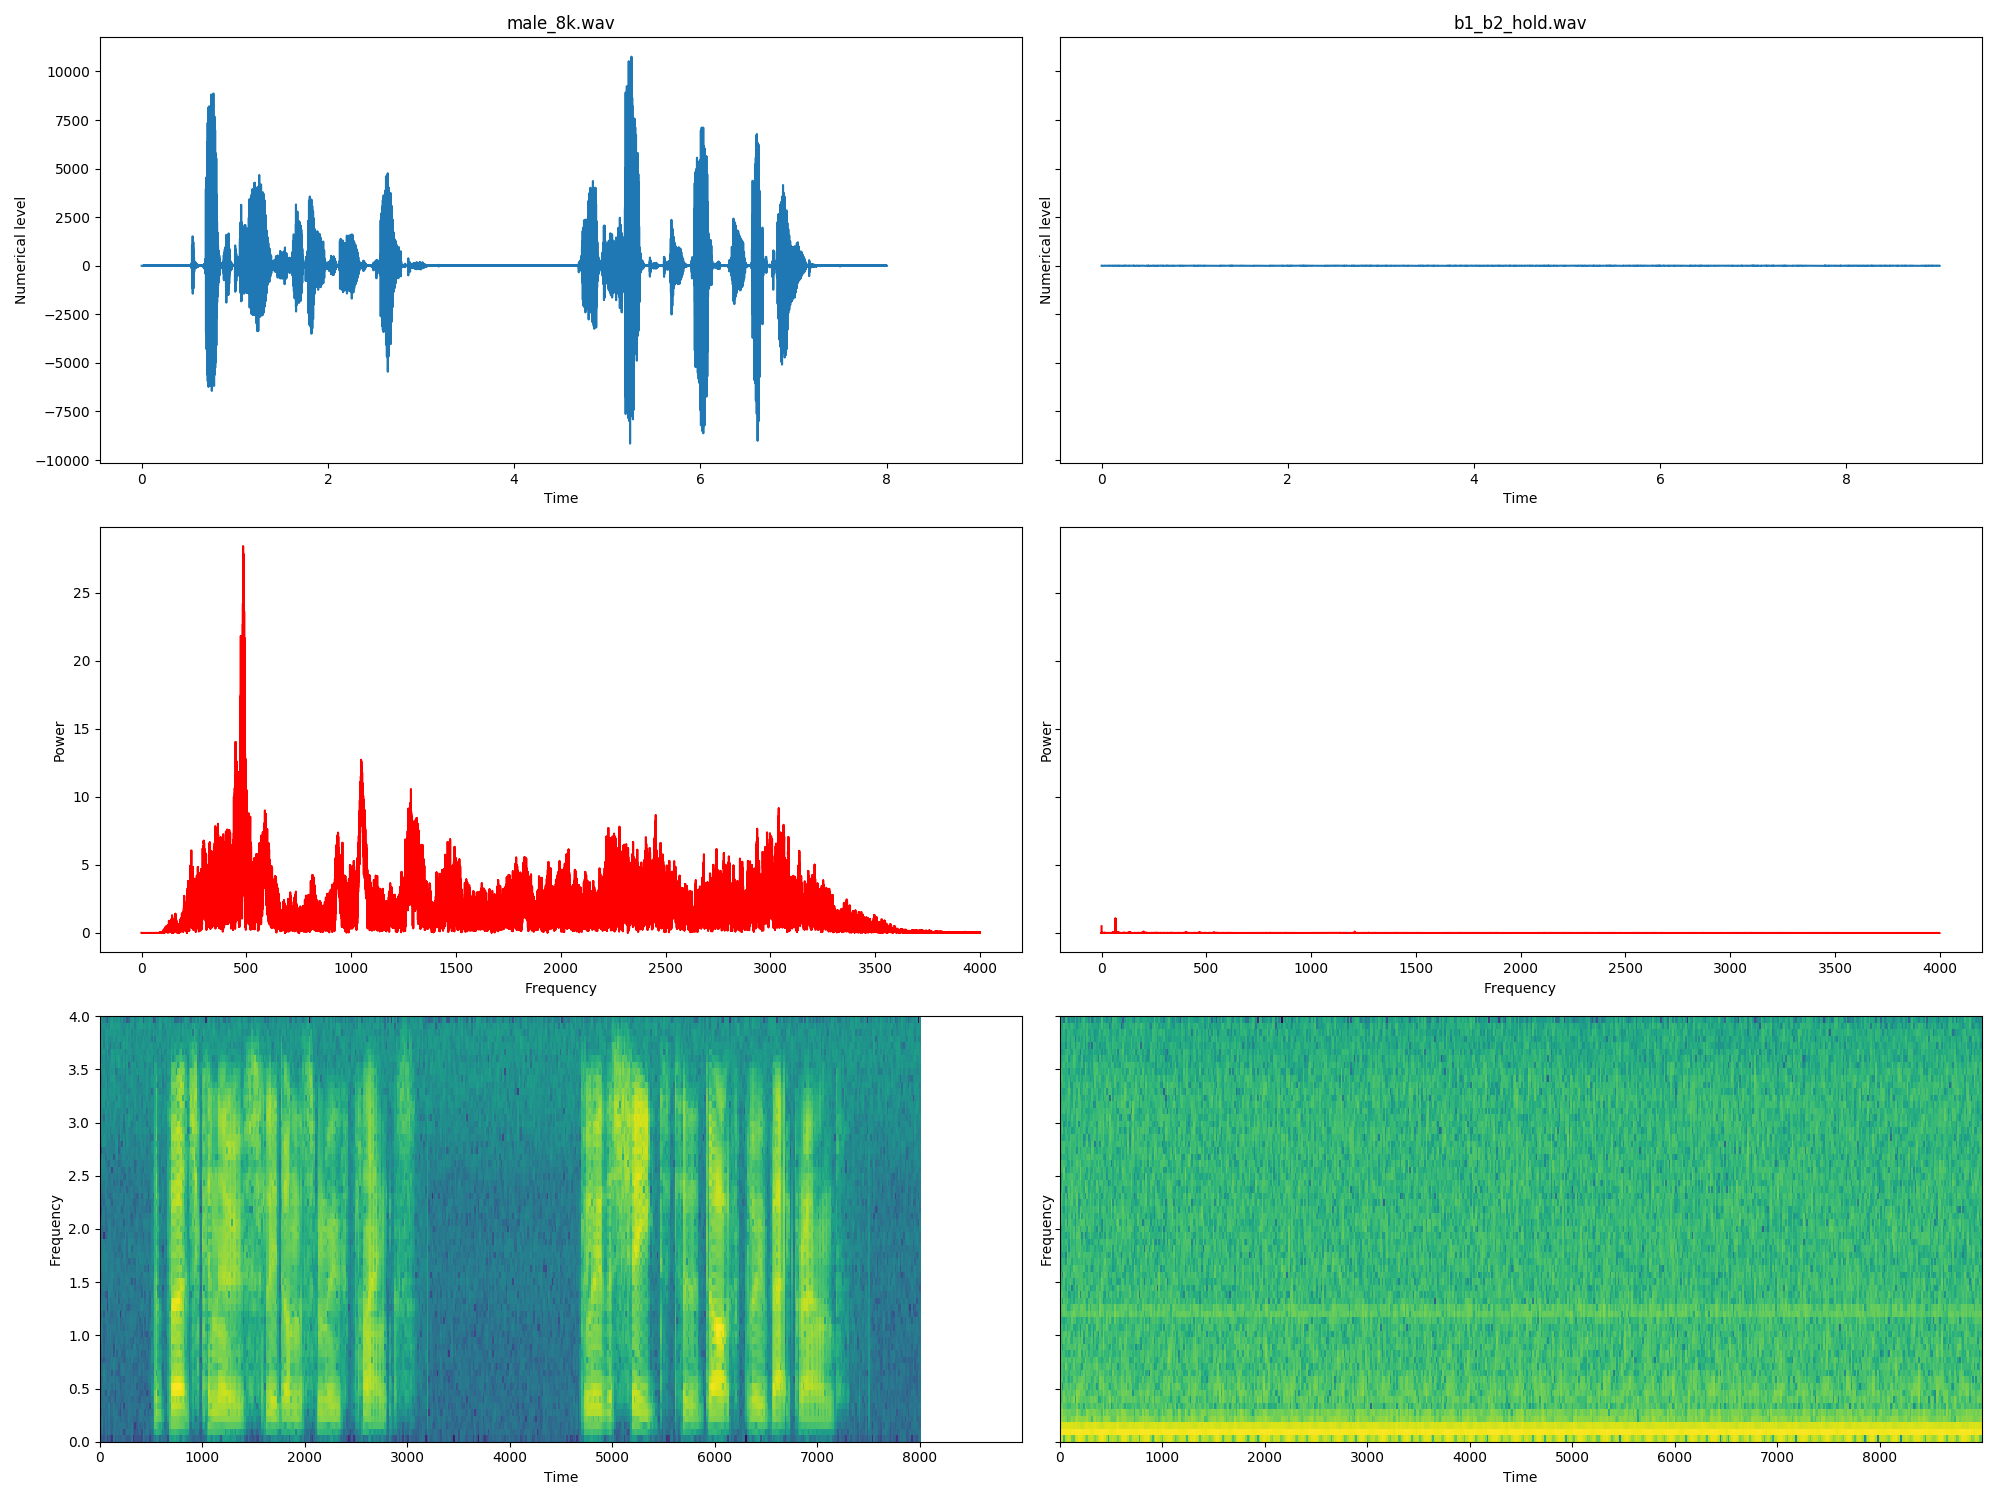 male_8k.wav
10000
7500
5000
2500
0
−2500
−5000
−7500
−10000
Numerical level
0 2 4 6 8
Time
b1_b2_hold.wav
Numerical level
0 2 4 6 8
Time
25
20
15
10
5
0
Power
0 500 1000 1500 2000 2500 3000 3500 4000
Frequency
Power
0 500 1000 1500 2000 2500 3000 3500 4000
Frequency
4.0
3.5
3.0
2.5
2.0
1.5
1.0
0.5
0.0
Frequency
0 1000 2000 3000 4000 5000 6000 7000 8000
Time
Frequency
0 1000 2000 3000 4000 5000 6000 7000 8000
Time